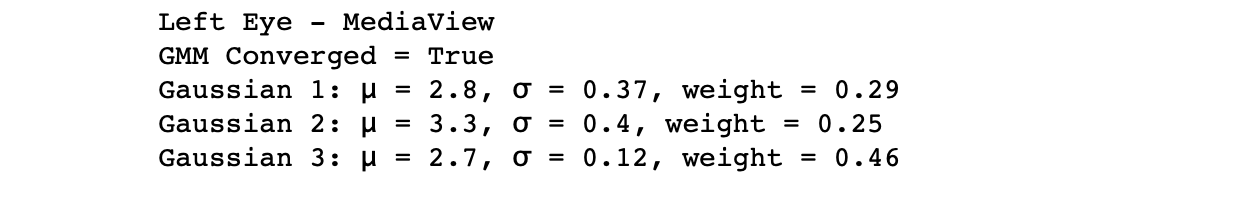 Left Eye – MediaView
GMM Converged = True
Gaussian 1: μ = 2.8, σ = 0.37, weight = 0.29
Gaussian 2: μ = 3.3, σ = 0.4, weight = 0.25
Gaussian 3: μ = 2.7, σ = 0.12, weight = 0.46